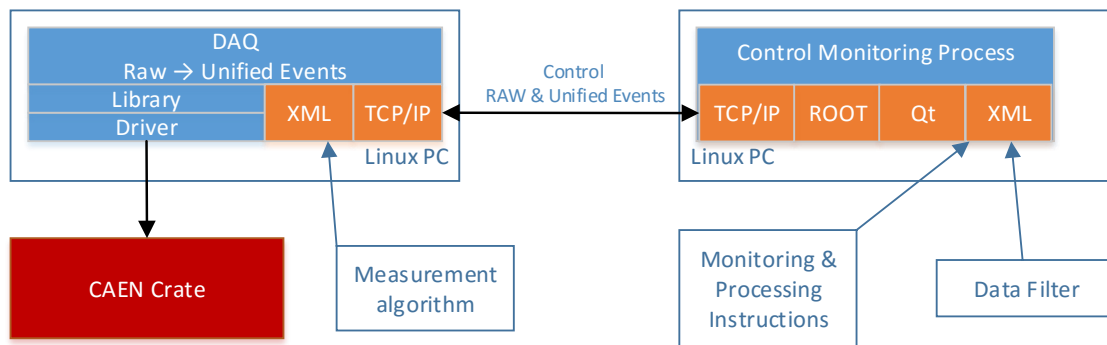 DAQ
Raw → Unified Events
Library
Driver
XML
TCP/IP
Linux PC
Control
RAW & Unified Events
Control Monitoring Process
TCP/IP
ROOT
Qt
XML
Linux PC
CAEN Crate
Measurement
algorithm
Monitoring &
Processing
Instructions
Data Filter